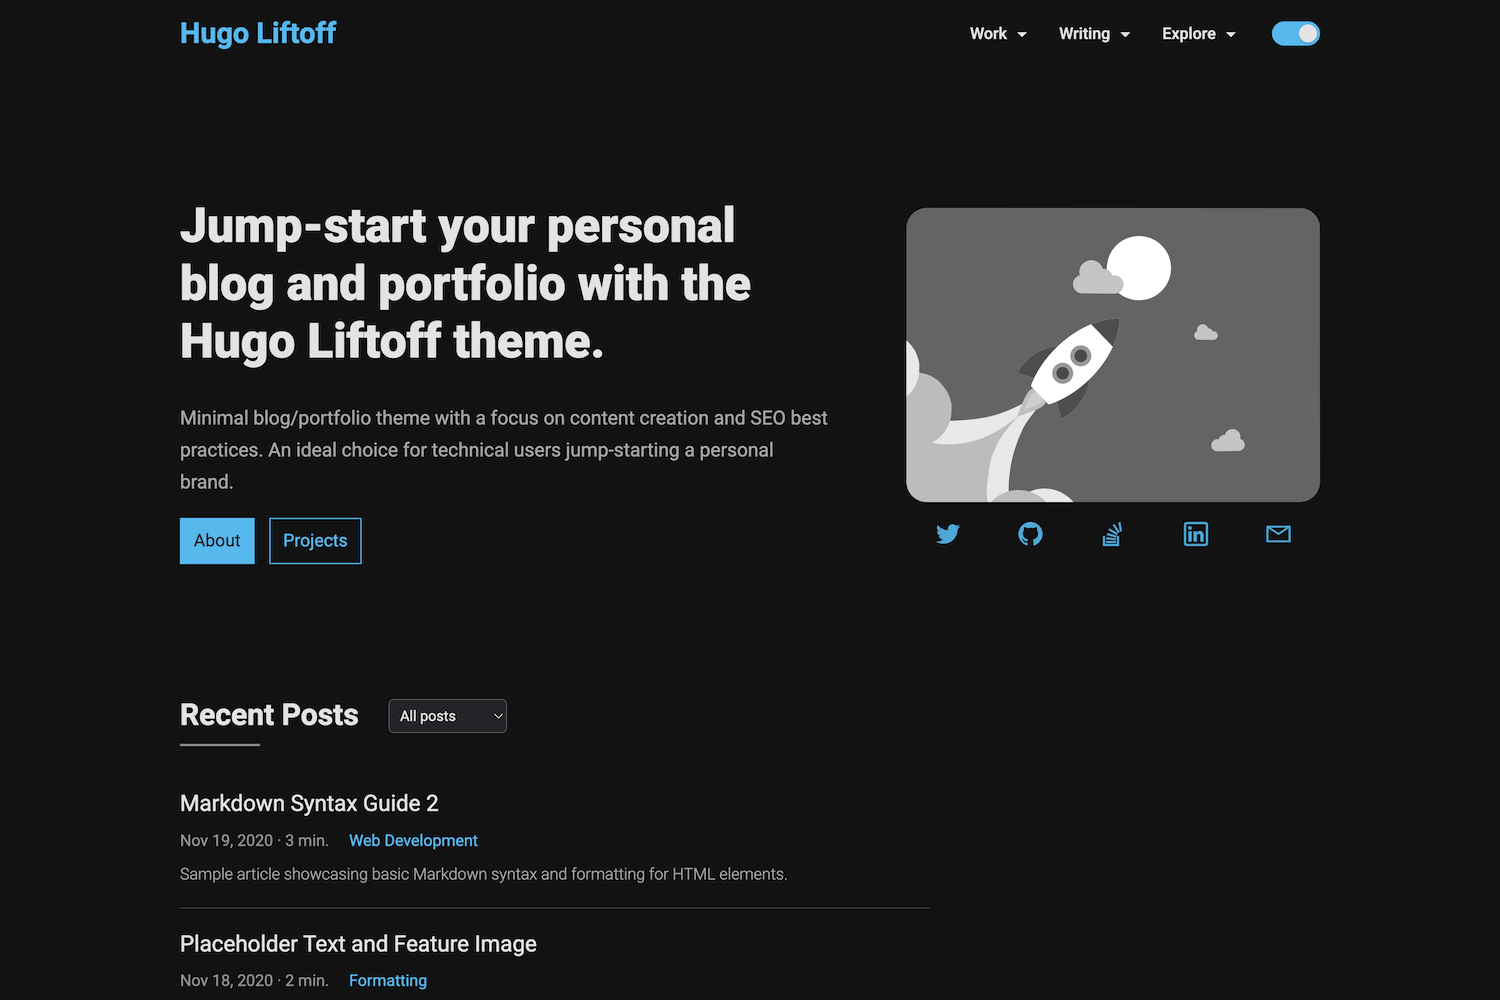 Hugo Liftoff
Work
Writing
Explore
Jump-start your personal
blog and portfolio with the
Hugo Liftoff theme.
Minimal blog/portfolio theme with a focus on content creation and SEO best
practices. An ideal choice for technical users jump-starting a personal
brand.
About
Projects
Recent Posts
All posts
Markdown Syntax Guide 2
Nov 19, 2020 · 3 min. Web Development
Sample article showcasing basic Markdown syntax and formatting for HTML elements.
Placeholder Text and Feature Image
Nov 18, 2020 · 2 min. Formatting